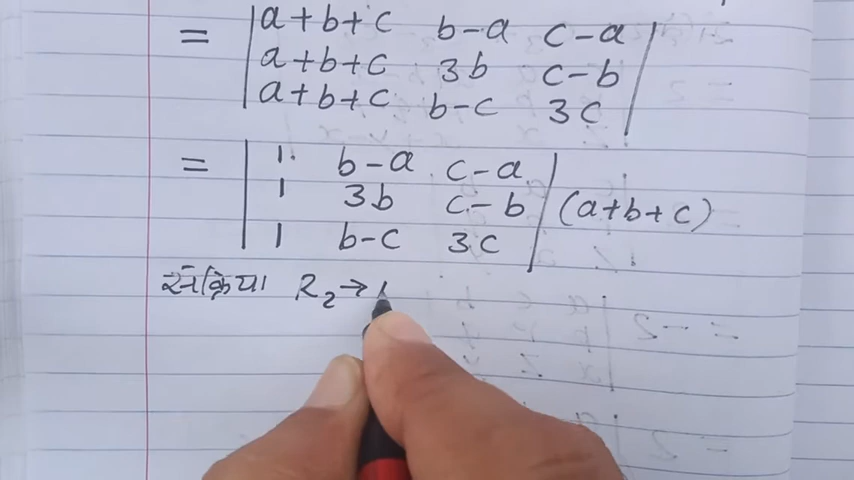 = | a+b+c b-a c-a |
| a+b+c 3b c-b |
| a+b+c b-c 3c |
= | 1 b-a c-a |
| 1 3b c-b | (a+b+c)
| 1 b-c 3c |
संक्रिया R₂→